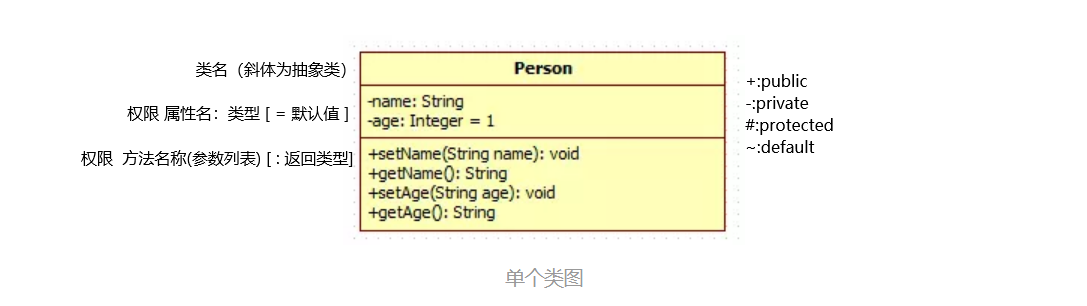 类名（斜体为抽象类）
Person
权限 属性名：类型 [ = 默认值 ]
-name: String
-age: Integer = 1
权限 方法名称(参数列表) [ : 返回类型]
+setName(String name): void
+getName(): String
+setAge(String age): void
+getAge(): String
+:public
-:private
#:protected
~:default
单个类图